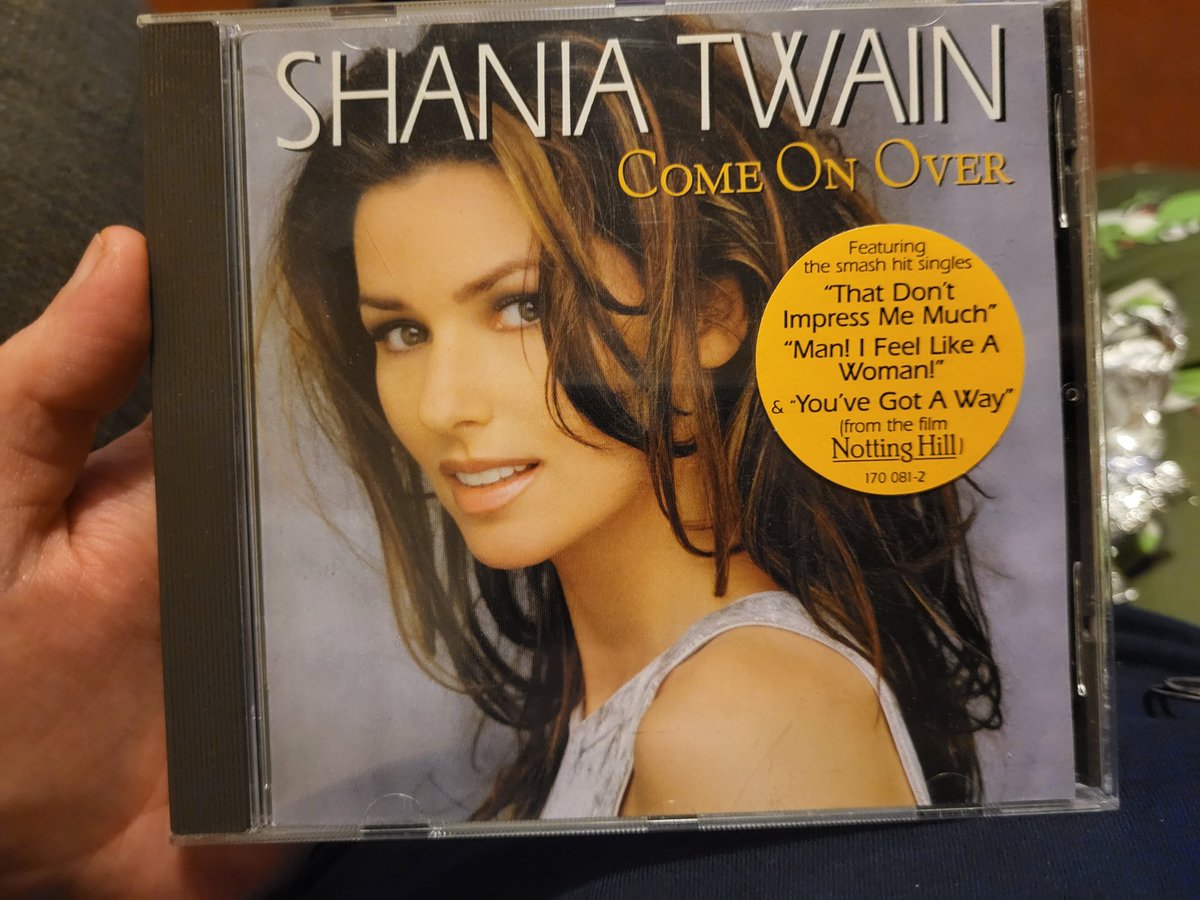 SHANIA TWAIN
COME ON OVER
Featuring
the smash hit singles
"That Don't
Impress Me Much"
"Man! I Feel Like A
Woman!"
& "You've Got A Way"
(from the film
Notting Hill)
170 081-2